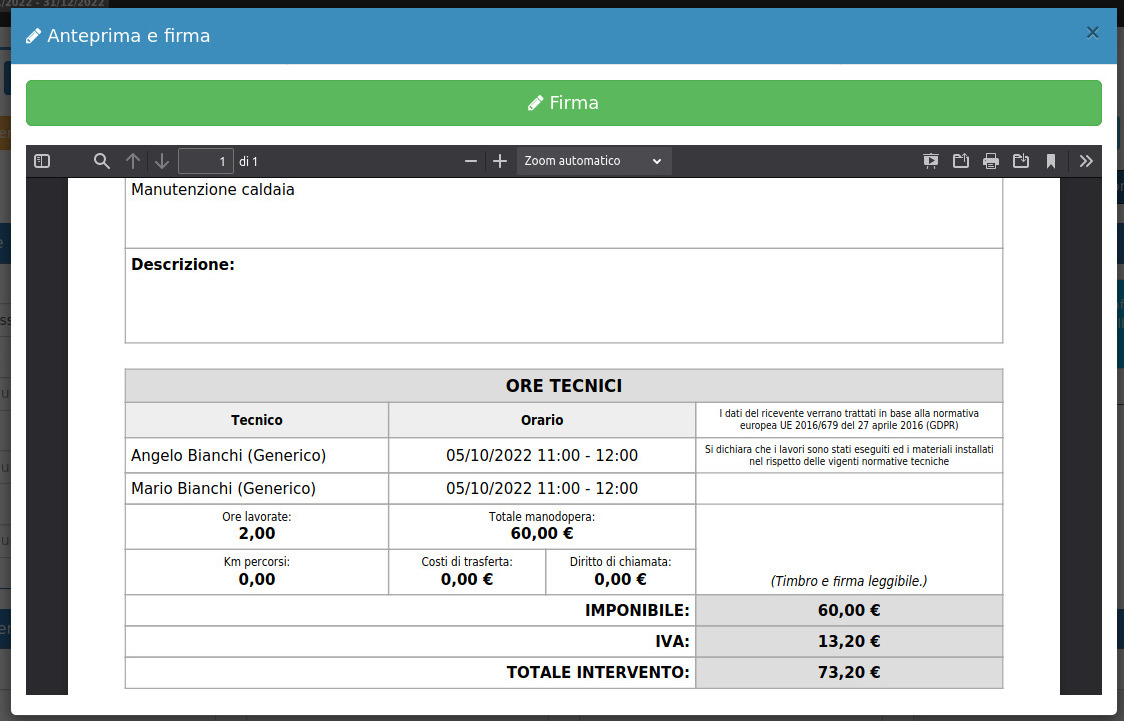 /2022 - 31/12/2022
Anteprima e firma
×
Firma
1 di 1
Zoom automatico
Manutenzione caldaia
Descrizione:
ORE TECNICI
Tecnico
Orario
I dati del ricevente verrano trattati in base alla normativa
europea UE 2016/679 del 27 aprile 2016 (GDPR)
Angelo Bianchi (Generico)
05/10/2022 11:00 - 12:00
Si dichiara che i lavori sono stati eseguiti ed i materiali installati
nel rispetto delle vigenti normative tecniche
Mario Bianchi (Generico)
05/10/2022 11:00 - 12:00
Ore lavorate:
2,00
Totale manodopera:
60,00 €
Km percorsi:
0,00
Costi di trasferta:
0,00 €
Diritto di chiamata:
0,00 €
(Timbro e firma leggibile.)
IMPONIBILE:
60,00 €
IVA:
13,20 €
TOTALE INTERVENTO:
73,20 €